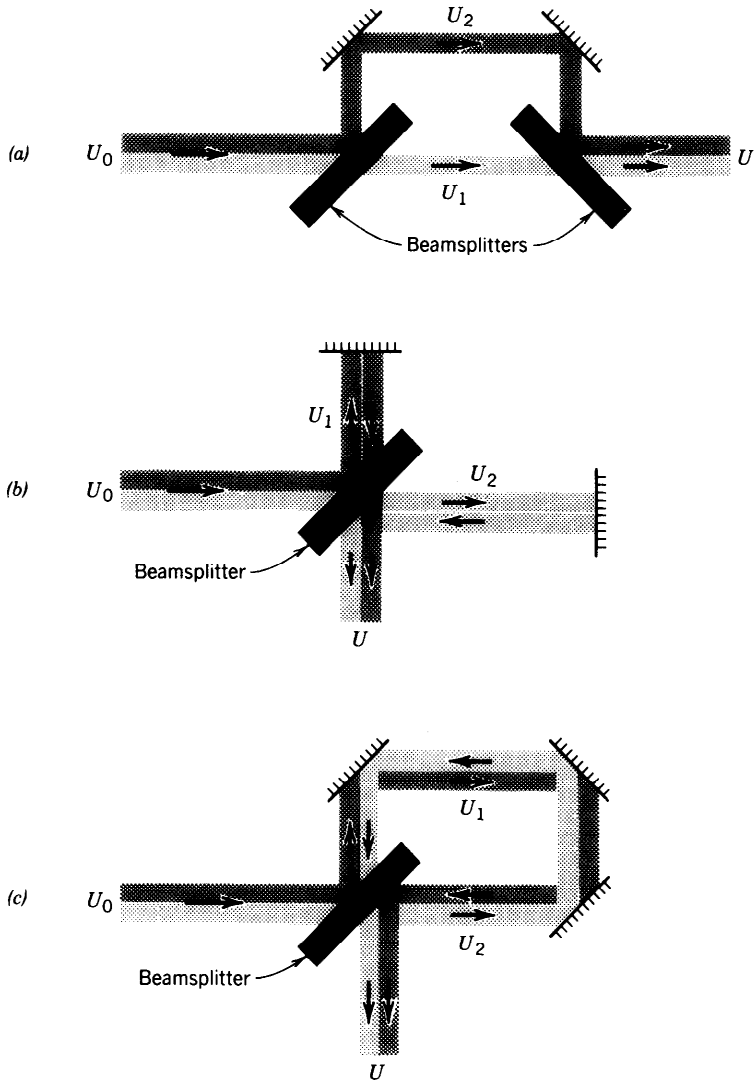 U2
(a) U0 U
U1
Beamsplitters
U1
U2
(b) U0
Beamsplitter
U
U1
(c) U0
U2
Beamsplitter
U